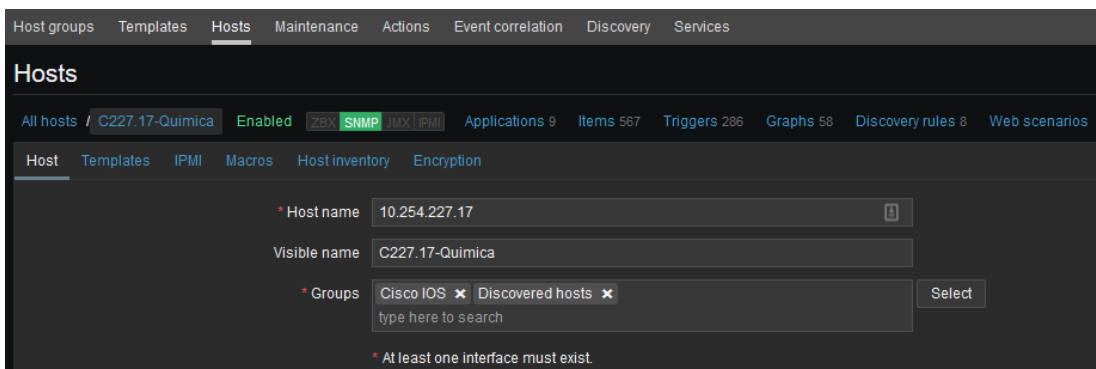 Host groups Templates Hosts Maintenance Actions Event correlation Discovery Services
Hosts
All hosts / C227.17-Quimica Enabled ZBX SNMP JMX IPMI Applications 9 Items 567 Triggers 286 Graphs 58 Discovery rules 8 Web scenarios
Host Templates IPMI Macros Host inventory Encryption
* Host name 10.254.227.17
Visible name C227.17-Quimica
* Groups Cisco IOS × Discovered hosts × Select
type here to search
* At least one interface must exist.